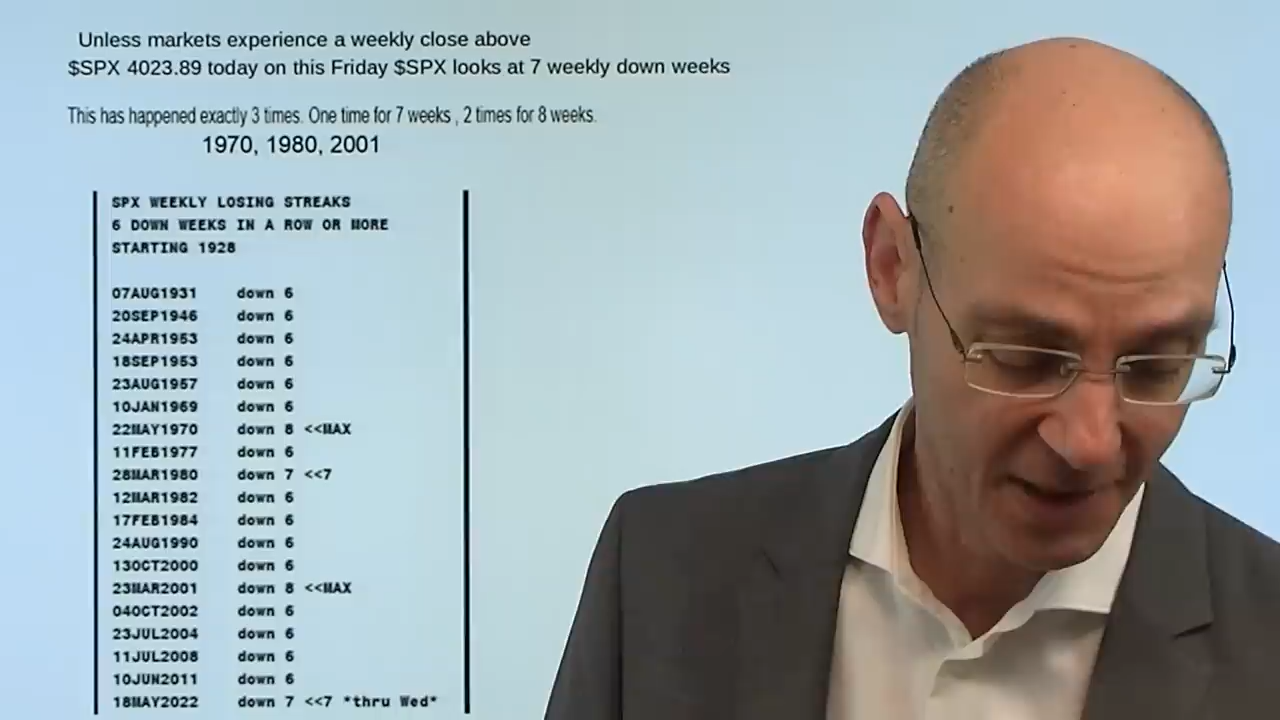 Unless markets experience a weekly close above
$SPX 4023.89 today on this Friday $SPX looks at 7 weekly down weeks
This has happened exactly 3 times. One time for 7 weeks , 2 times for 8 weeks.
1970, 1980, 2001
SPX WEEKLY LOSING STREAKS
6 DOWN WEEKS IN A ROW OR MORE
STARTING 1928
07AUG1931 down 6
20SEP1946 down 6
24APR1953 down 6
18SEP1953 down 6
23AUG1957 down 6
10JAN1969 down 6
22MAY1970 down 8 <<MAX
11FEB1977 down 6
28MAR1980 down 7 <<7
12MAR1982 down 6
17FEB1984 down 6
24AUG1990 down 6
13OCT2000 down 6
23MAR2001 down 8 <<MAX
04OCT2002 down 6
23JUL2004 down 6
11JUL2008 down 6
10JUN2011 down 6
18MAY2022 down 7 <<7 *thru Wed*